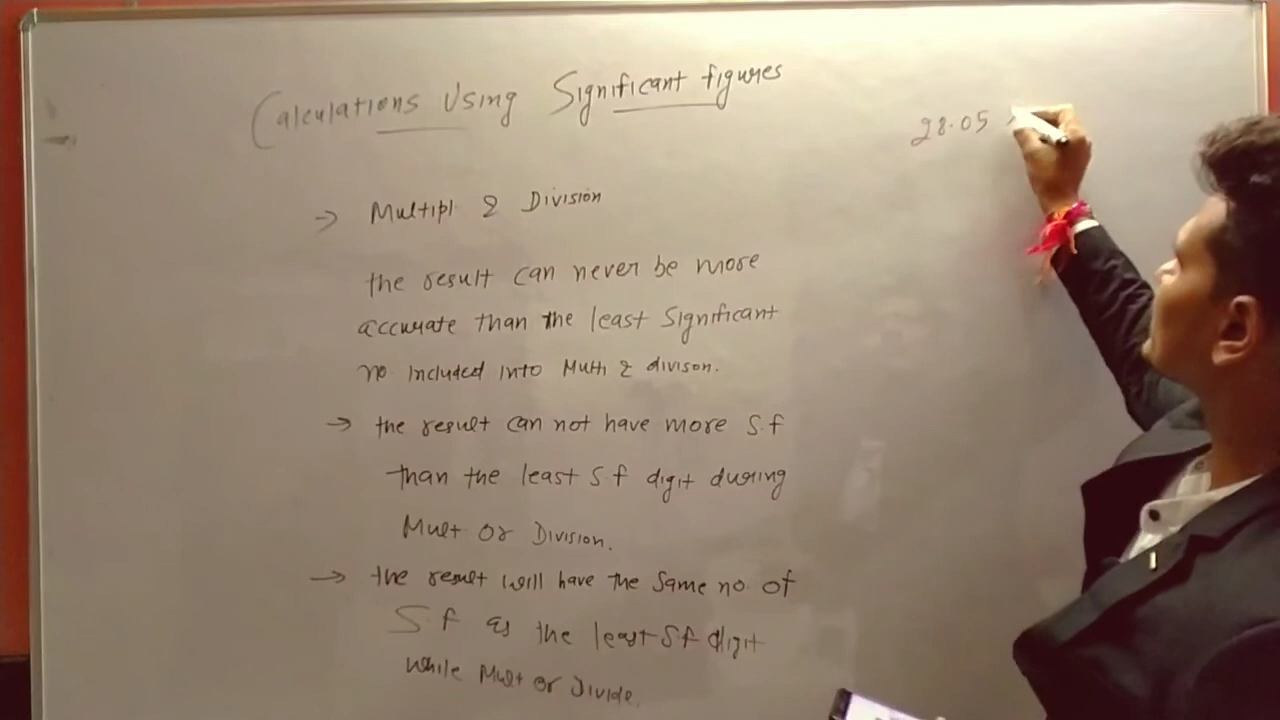 Calculations Using Significant figures
28.05
→ Multipl & Division
the result can never be more
accurate than the least Significant
no. included into Multi & divison.
→ the result can not have more S.f
than the least S.f digit during
Mult or Division.
→ the result will have the same no. of
S.f as the least S.f digit
while Mult or Divide.